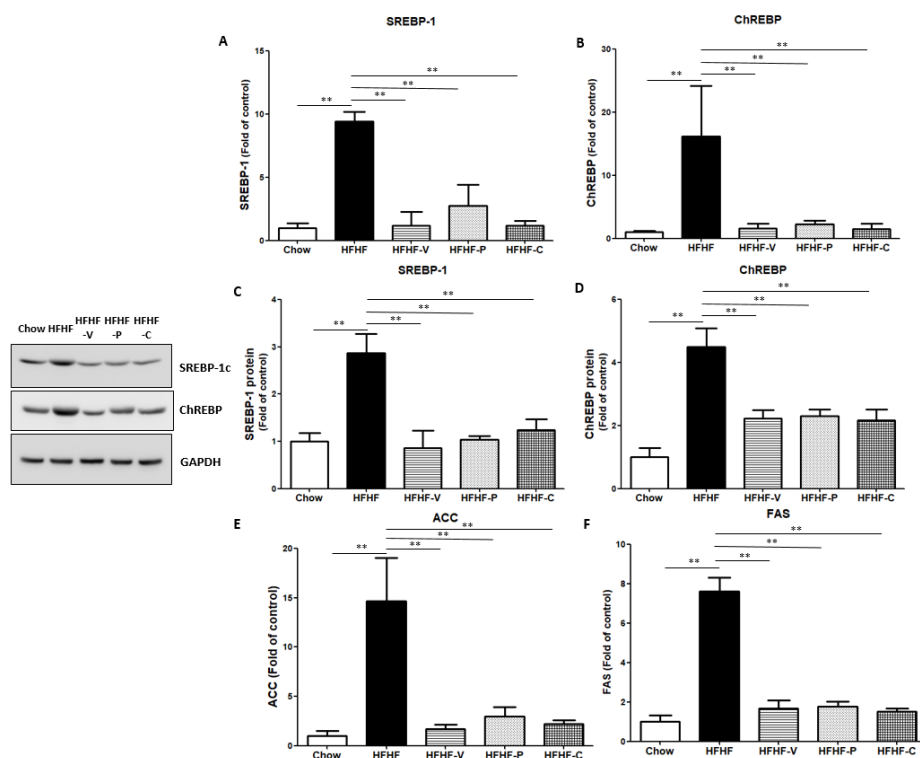 SREBP-1
A
SREBP-1 (Fold of control)
15
10
5
0
**
**
**
**
Chow HFHF HFHF-V HFHF-P HFHF-C
ChREBP
B
ChREBP (Fold of control)
30
20
10
0
**
**
**
**
Chow HFHF HFHF-V HFHF-P HFHF-C
Chow HFHF HFHF HFHF HFHF
-V -P -C
SREBP-1c
ChREBP
GAPDH
SREBP-1
C
SREBP-1 protein
(Fold of control)
4
3
2
1
0
**
**
**
**
Chow HFHF HFHF-V HFHF-P HFHF-C
ChREBP
D
ChREBP protein
(Fold of control)
6
4
2
0
**
**
**
**
Chow HFHF HFHF-V HFHF-P HFHF-C
ACC
E
ACC (Fold of control)
20
15
10
5
0
**
**
**
**
Chow HFHF HFHF-V HFHF-P HFHF-C
FAS
F
FAS (Fold of control)
8
6
4
2
0
**
**
**
**
Chow HFHF HFHF-V HFHF-P HFHF-C